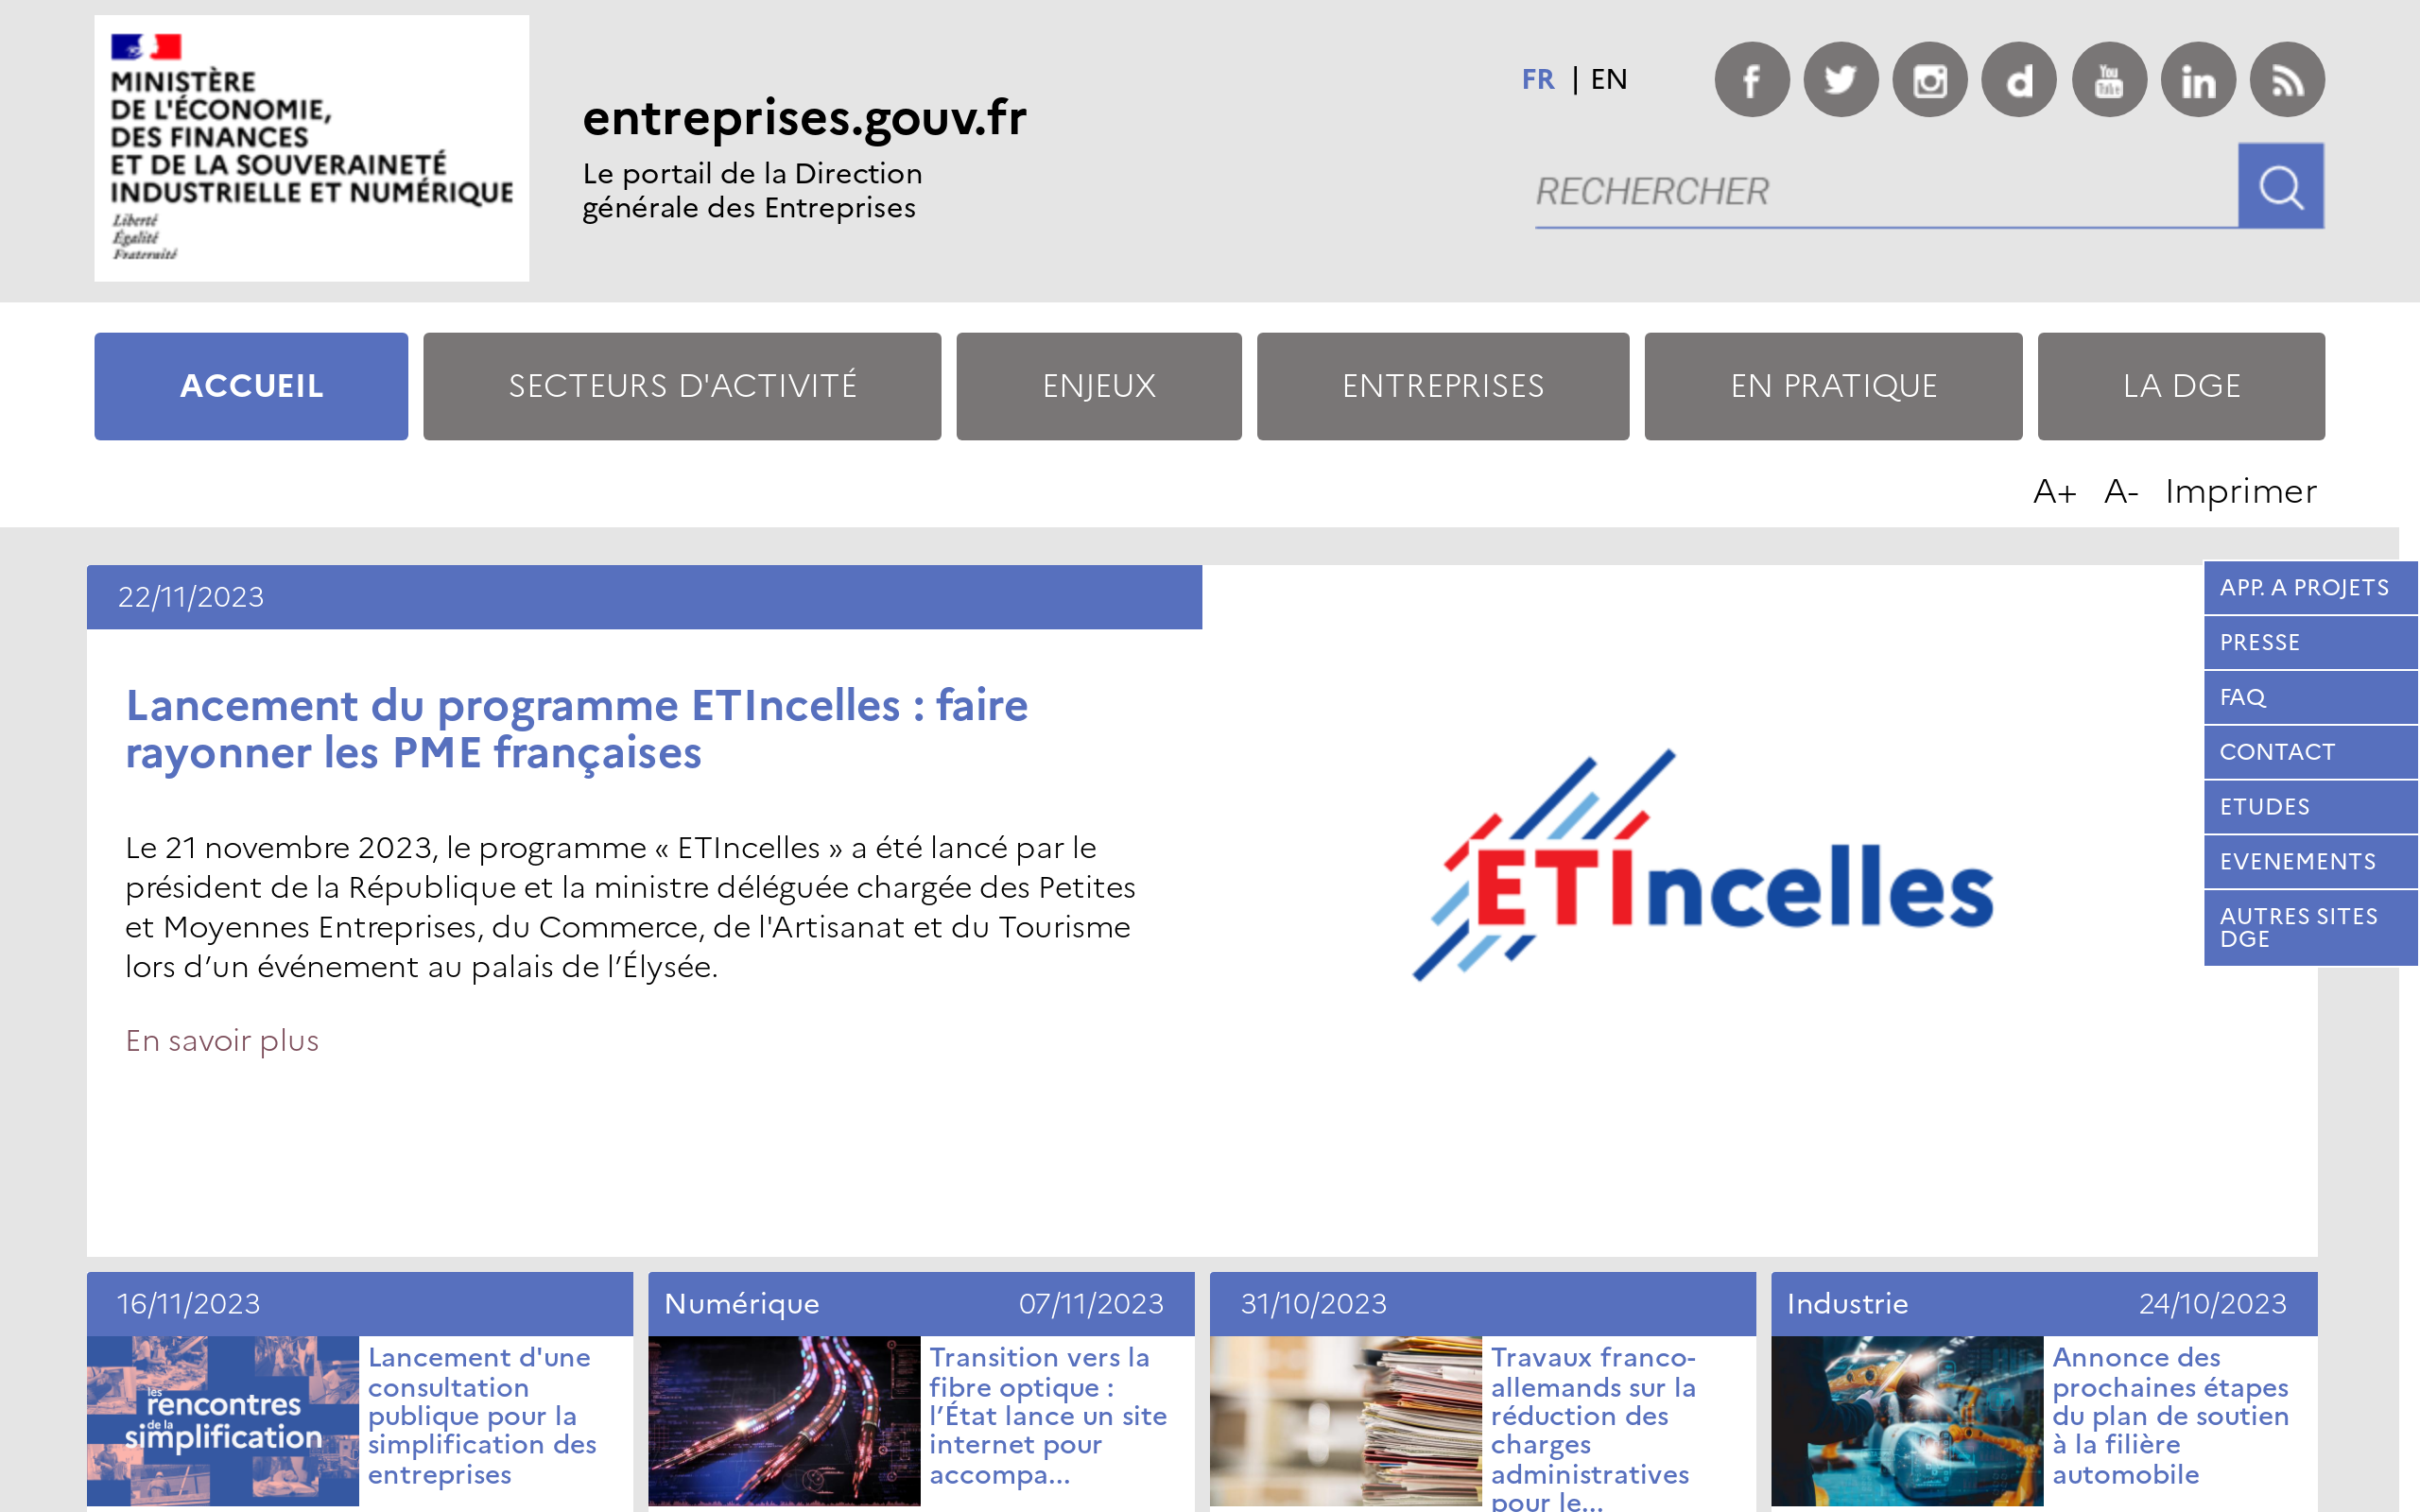 MINISTÈRE
DE L'ÉCONOMIE,
DES FINANCES
ET DE LA SOUVERAINETÉ
INDUSTRIELLE ET NUMÉRIQUE
Liberté
Égalité
Fraternité
entreprises.gouv.fr
Le portail de la Direction
générale des Entreprises
FR | EN
RECHERCHER
ACCUEIL
SECTEURS D'ACTIVITÉ
ENJEUX
ENTREPRISES
EN PRATIQUE
LA DGE
A+ A- Imprimer
22/11/2023
Lancement du programme ETIncelles : faire
rayonner les PME françaises
Le 21 novembre 2023, le programme « ETIncelles » a été lancé par le
président de la République et la ministre déléguée chargée des Petites
et Moyennes Entreprises, du Commerce, de l'Artisanat et du Tourisme
lors d’un événement au palais de l’Élysée.
En savoir plus
ETIncelles
APP. A PROJETS
PRESSE
FAQ
CONTACT
ETUDES
EVENEMENTS
AUTRES SITES
DGE
16/11/2023
les
rencontres
de la
simplification
Lancement d'une
consultation
publique pour la
simplification des
entreprises
Numérique 07/11/2023
Transition vers la
fibre optique :
l’État lance un site
internet pour
accompa...
31/10/2023
Travaux franco-
allemands sur la
réduction des
charges
administratives
pour le...
Industrie 24/10/2023
Annonce des
prochaines étapes
du plan de soutien
à la filière
automobile